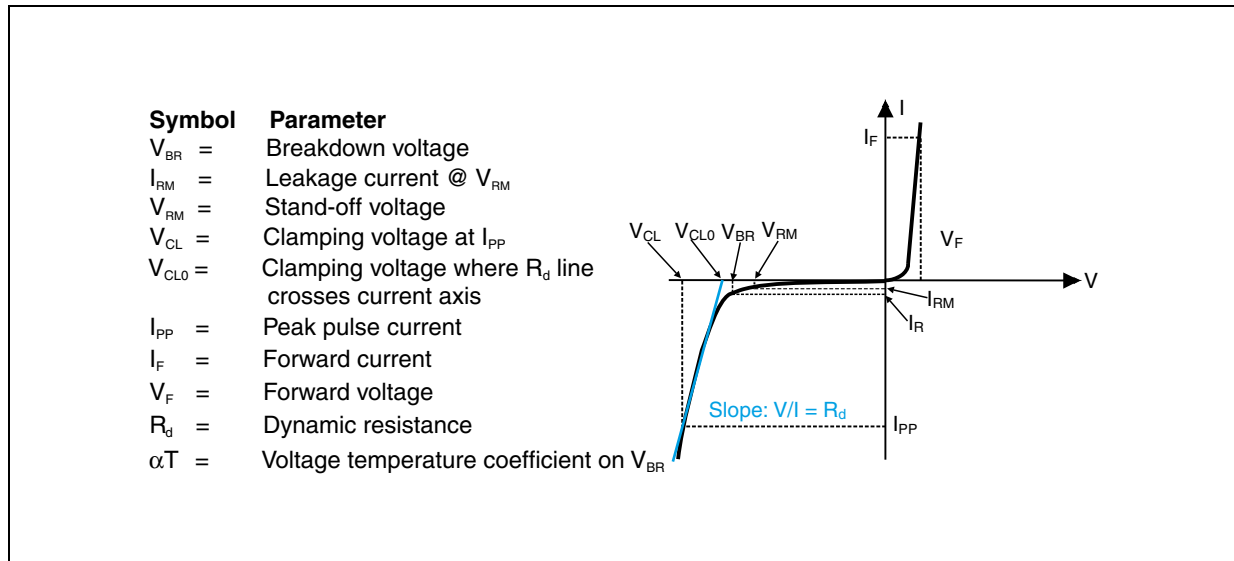 Symbol Parameter
VBR = Breakdown voltage
IRM = Leakage current @ VRM
VRM = Stand-off voltage
VCL = Clamping voltage at IPP
VCL0 = Clamping voltage where Rd line
crosses current axis
IPP = Peak pulse current
IF = Forward current
VF = Forward voltage
Rd = Dynamic resistance
αT = Voltage temperature coefficient on VBR
I
IF
VCL VCL0 VBR VRM
VF
V
IRM
IR
Slope: V/I = Rd
IPP